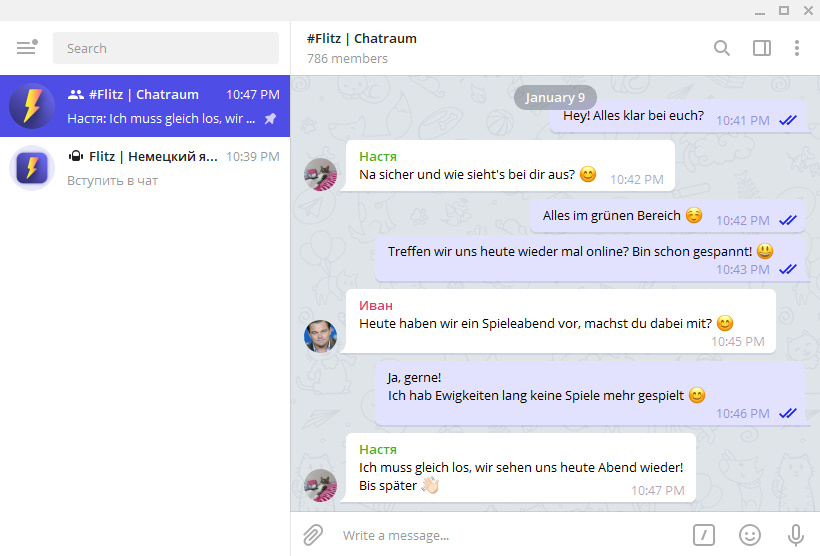 Search
#Flitz | Chatraum 10:47 PM
Настя: Ich muss gleich los, wir ...
Flitz | Немецкий я... 10:39 PM
Вступить в чат
#Flitz | Chatraum
786 members
January 9
Hey! Alles klar bei euch? 10:41 PM
Настя
Na sicher und wie sieht's bei dir aus? 😊 10:42 PM
Alles im grünen Bereich ☺️ 10:42 PM
Treffen wir uns heute wieder mal online? Bin schon gespannt! 😃
10:43 PM
Иван
Heute haben wir ein Spieleabend vor, machst du dabei mit? 😊
10:45 PM
Ja, gerne!
Ich hab Ewigkeiten lang keine Spiele mehr gespielt 😊
10:46 PM
Настя
Ich muss gleich los, wir sehen uns heute Abend wieder!
Bis später 👋🏻 10:47 PM
Write a message...